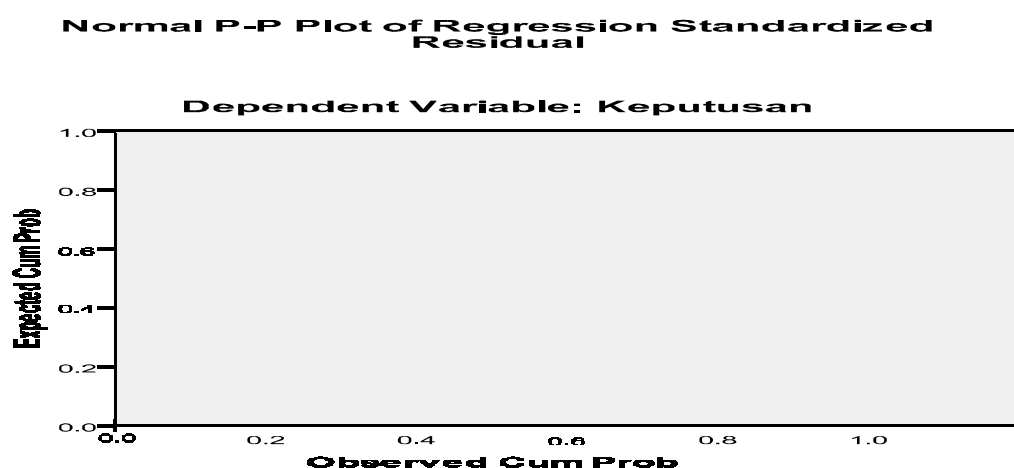 Normal P-P Plot of Regression Standardized
Residual
Dependent Variable: Keputusan
Expected Cum Prob
1.0
0.8
0.6
0.4
0.2
0.0
0.0 0.2 0.4 0.6 0.8 1.0
Observed Cum Prob